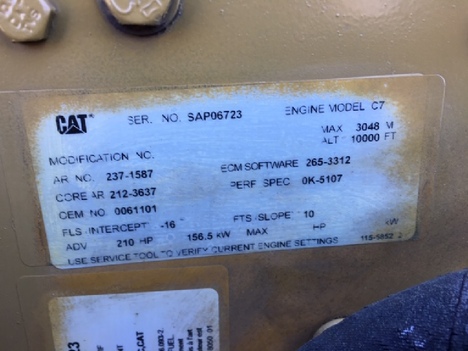 CAT
SER. NO. SAP06723
ENGINE MODEL C7
MAX 3048 M
ALT 10000 FT
MODIFICATION NO.
AR NO. 237-1587
ECM SOFTWARE 265-3312
CORE AR 212-3637
PERF SPEC 0K-5107
OEM NO. 0061101
FLS-INTERCEPT -16
FTS (SLOPE) 10
ADV 210 HP 156.5 kW MAX HP kW
USE SERVICE TOOL TO VERIFY CURRENT ENGINE SETTINGS